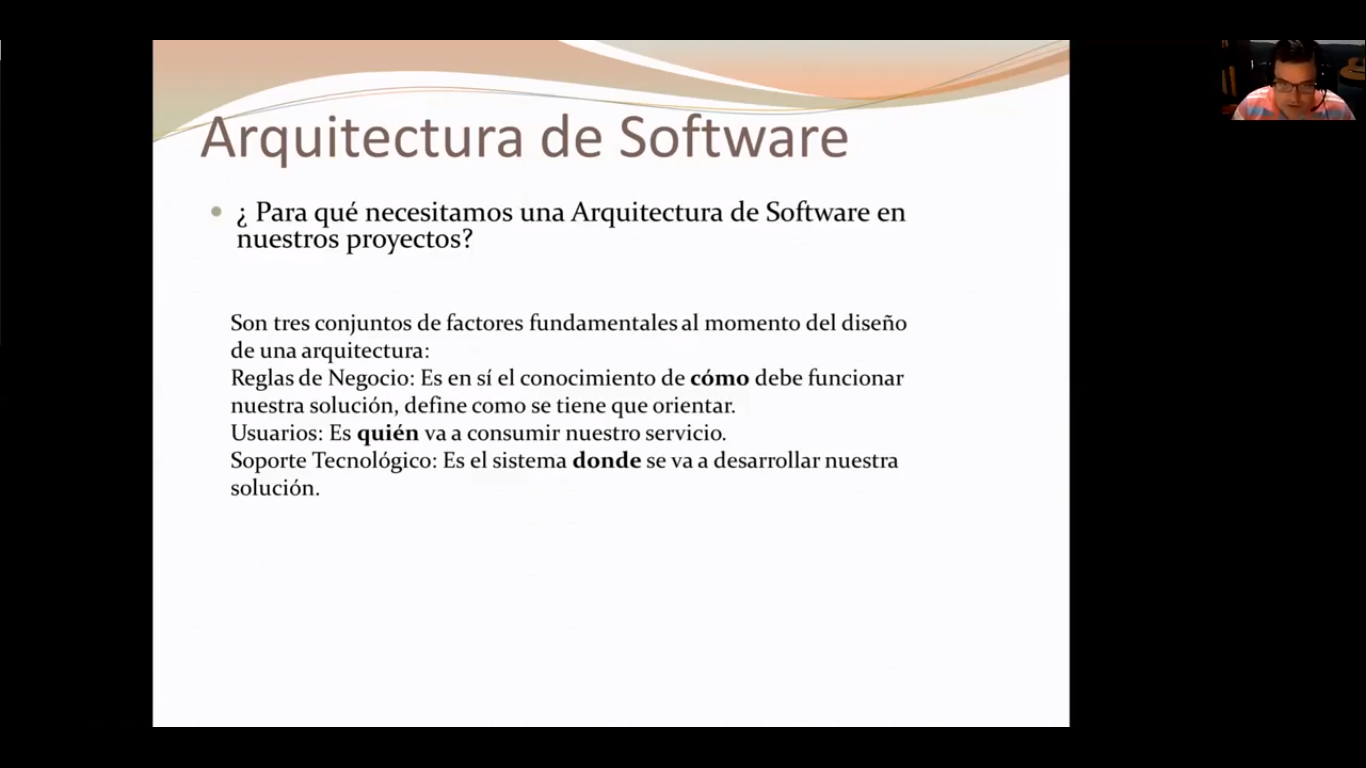 Arquitectura de Software
¿ Para qué necesitamos una Arquitectura de Software en
nuestros proyectos?
Son tres conjuntos de factores fundamentales al momento del diseño
de una arquitectura:
Reglas de Negocio: Es en sí el conocimiento de cómo debe funcionar
nuestra solución, define como se tiene que orientar.
Usuarios: Es quién va a consumir nuestro servicio.
Soporte Tecnológico: Es el sistema donde se va a desarrollar nuestra
solución.